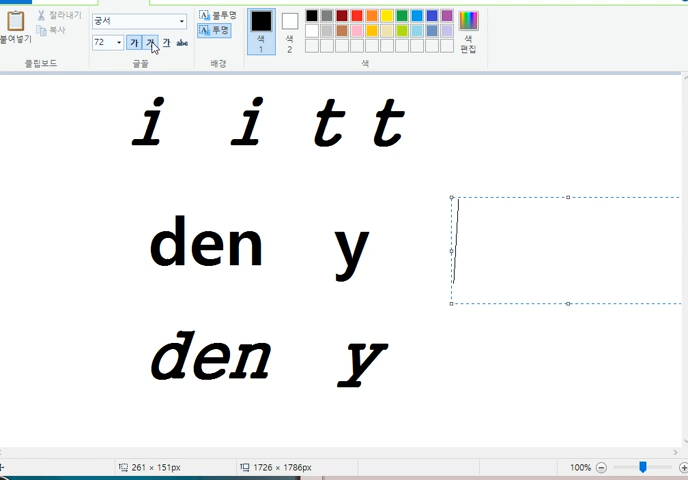 궁서
불투명
잘라내기
붙여넣기
복사
72 가 가 가 abc
투명
색 1
색 2
색 편집
클립보드 글꼴 배경 색
i i t t
den y
den y
261 × 151px 1726 × 1786px 100%